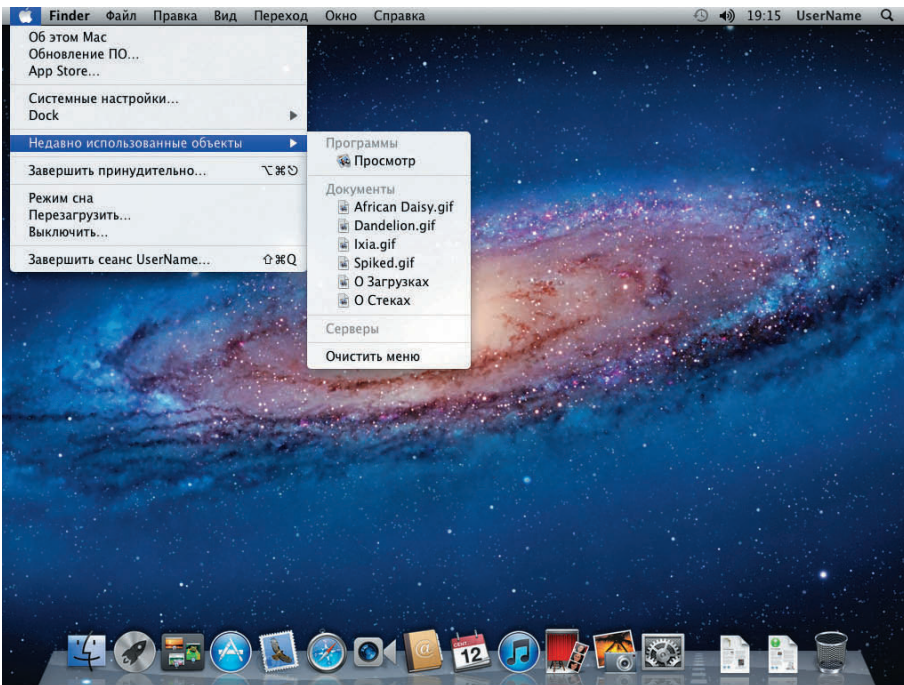 Finder Файл Правка Вид Переход Окно Справка 19:15 UserName
Об этом Mac
Обновление ПО...
App Store...
Системные настройки...
Dock
Недавно использованные объекты
Завершить принудительно... ⌥⌘⎋
Режим сна
Перезагрузить...
Выключить...
Завершить сеанс UserName... ⇧⌘Q
Программы
Просмотр
Документы
African Daisy.gif
Dandelion.gif
Ixia.gif
Spiked.gif
О Загрузках
О Стеках
Серверы
Очистить меню
СЕНТ
12